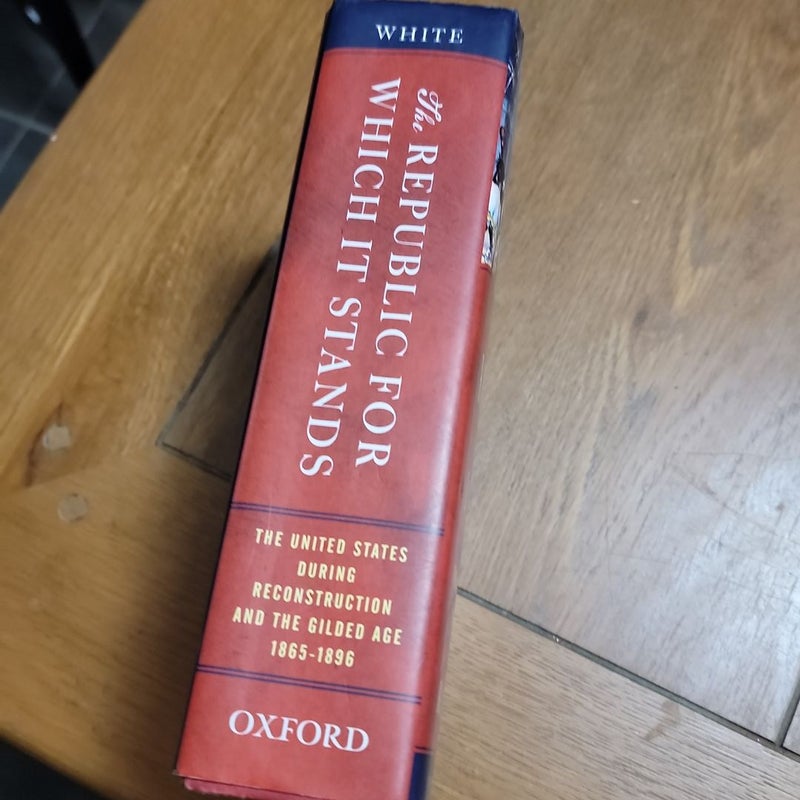 WHITE
The REPUBLIC FOR
WHICH IT STANDS
THE UNITED STATES
DURING
RECONSTRUCTION
AND THE GILDED AGE
1865-1896
OXFORD